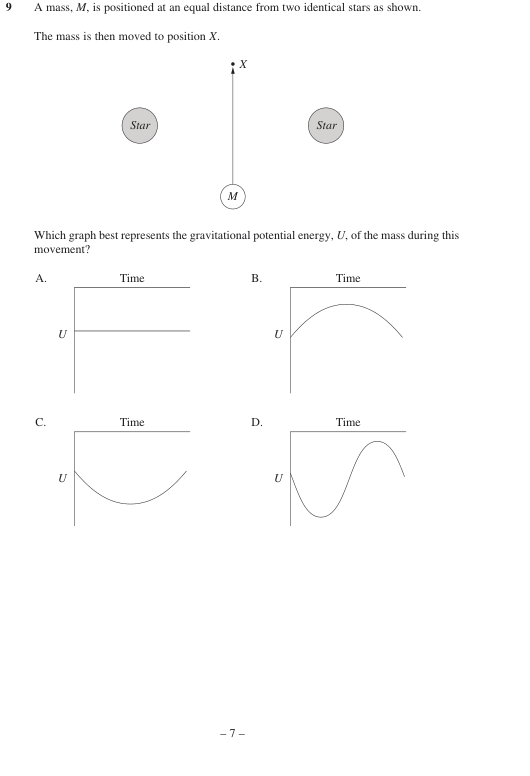 9 A mass, M, is positioned at an equal distance from two identical stars as shown.
The mass is then moved to position X.
X
Star
Star
M
Which graph best represents the gravitational potential energy, U, of the mass during this
movement?
A. Time
U
B. Time
U
C. Time
U
D. Time
U
– 7 –